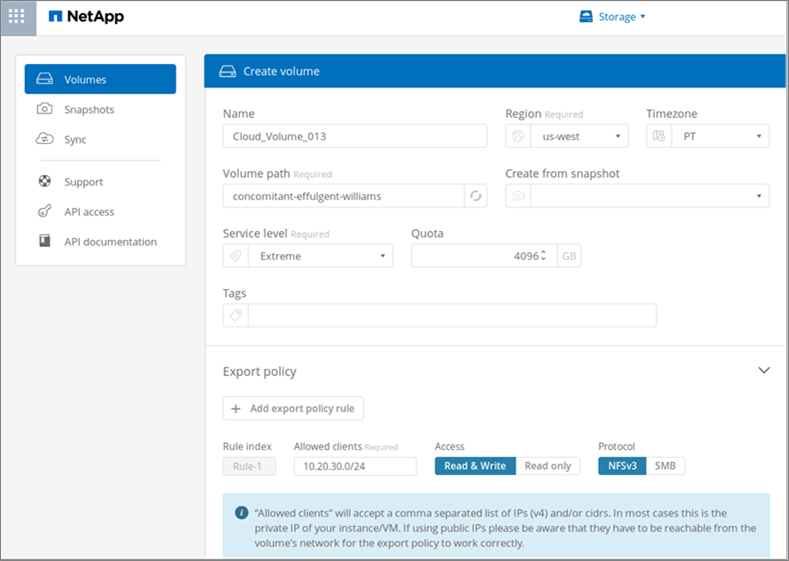 NetApp
Storage
Volumes
Snapshots
Sync
Support
API access
API documentation
Create volume
Name
Region Required
Timezone
Cloud_Volume_013
us-west
PT
Volume path Required
Create from snapshot
concomitant-effulgent-williams
Service level Required
Quota
Extreme
4096
GB
Tags
Export policy
+ Add export policy rule
Rule index
Allowed clients Required
Access
Protocol
Rule-1
10.20.30.0/24
Read & Write
Read only
NFSv3
SMB
"Allowed clients" will accept a comma separated list of IPs (v4) and/or cidrs. In most cases this is the
private IP of your instance/VM. If using public IPs please be aware that they have to be reachable from the
volume's network for the export policy to work correctly.